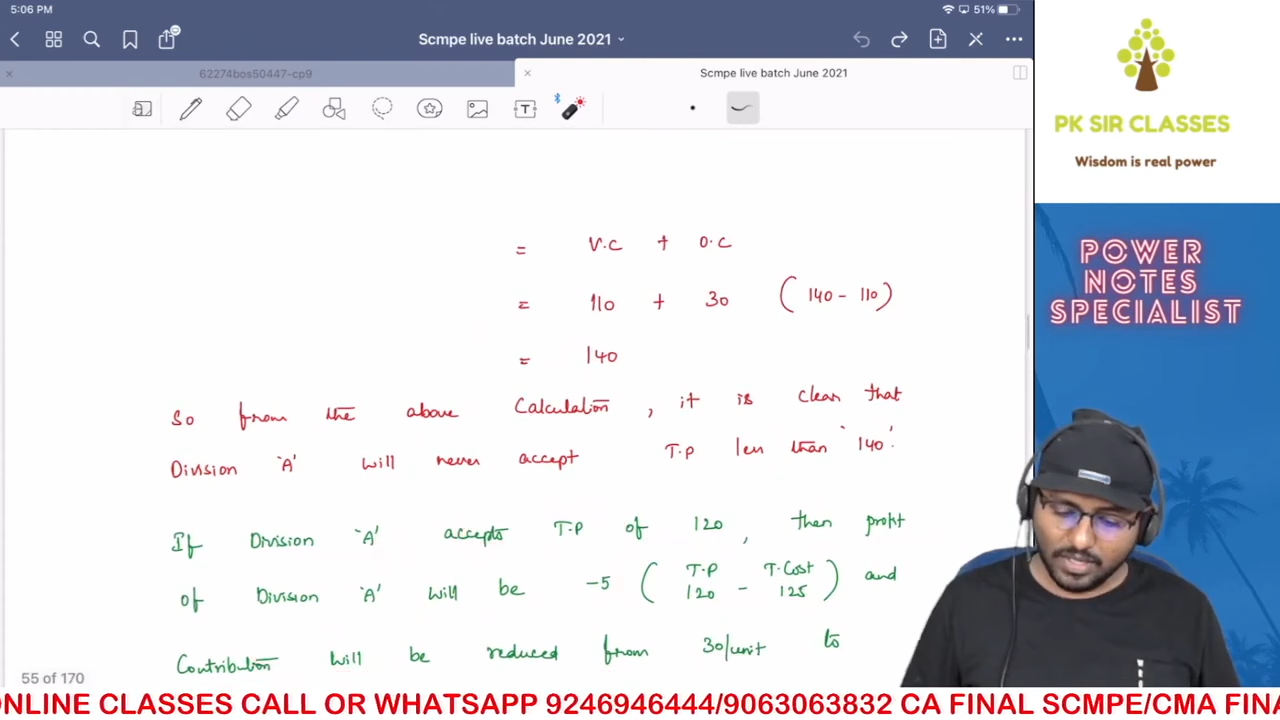 5:06 PM
51%
Scmpe live batch June 2021
62274bos50447-cp9
Scmpe live batch June 2021
= V.C + O.C
= 110 + 30 (140 - 110)
= 140
So from the above Calculation, it is clear that
Division 'A' will never accept T.P less than '140'.
If Division 'A' accepts T.P of 120, then profit
of Division 'A' will be -5 ( T.P 120 - T.Cost 125 ) and
Contribution will be reduced from 30/unit to
55 of 170
PK SIR CLASSES
Wisdom is real power
POWER
NOTES
SPECIALIST
ONLINE CLASSES CALL OR WHATSAPP 9246946444/9063063832 CA FINAL SCMPE/CMA FINA